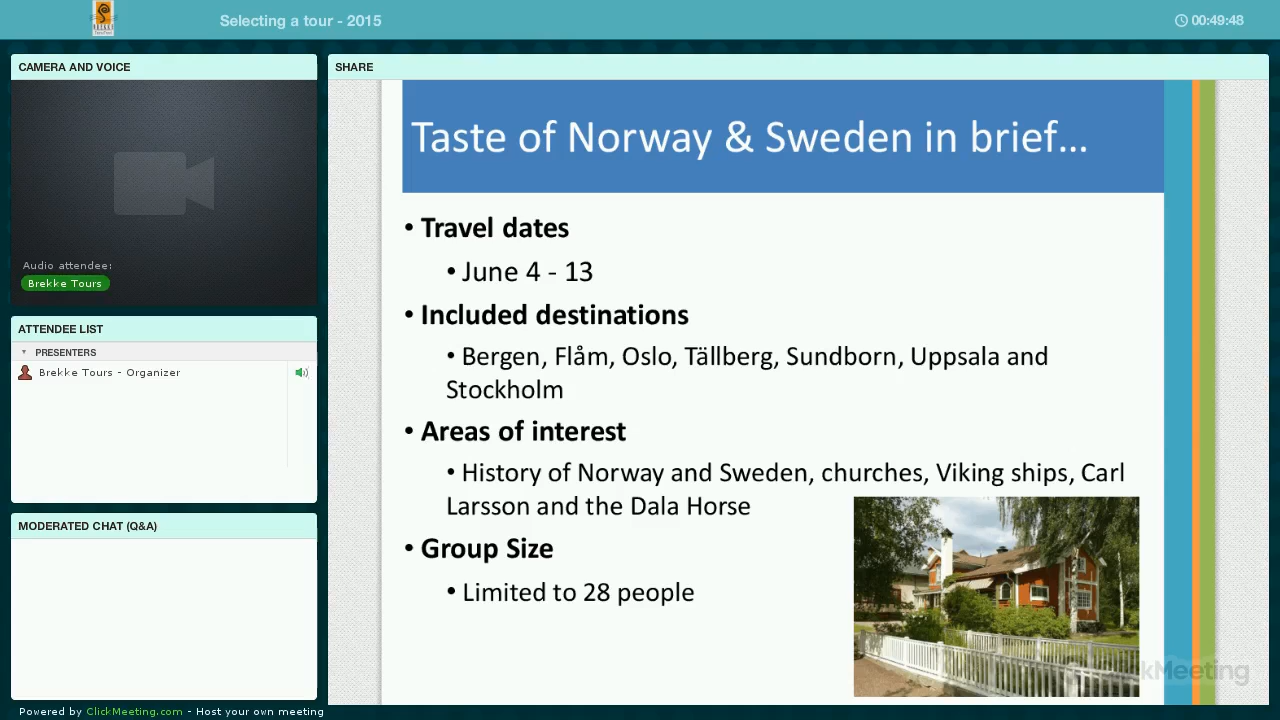 Selecting a tour - 2015
00:49:48
CAMERA AND VOICE
Audio attendee:
Brekke Tours
ATTENDEE LIST
PRESENTERS
Brekke Tours - Organizer
MODERATED CHAT (Q&A)
SHARE
Taste of Norway & Sweden in brief...
• Travel dates
• June 4 - 13
• Included destinations
• Bergen, Flåm, Oslo, Tällberg, Sundborn, Uppsala and
Stockholm
• Areas of interest
• History of Norway and Sweden, churches, Viking ships, Carl
Larsson and the Dala Horse
• Group Size
• Limited to 28 people
Powered by ClickMeeting.com - Host your own meeting